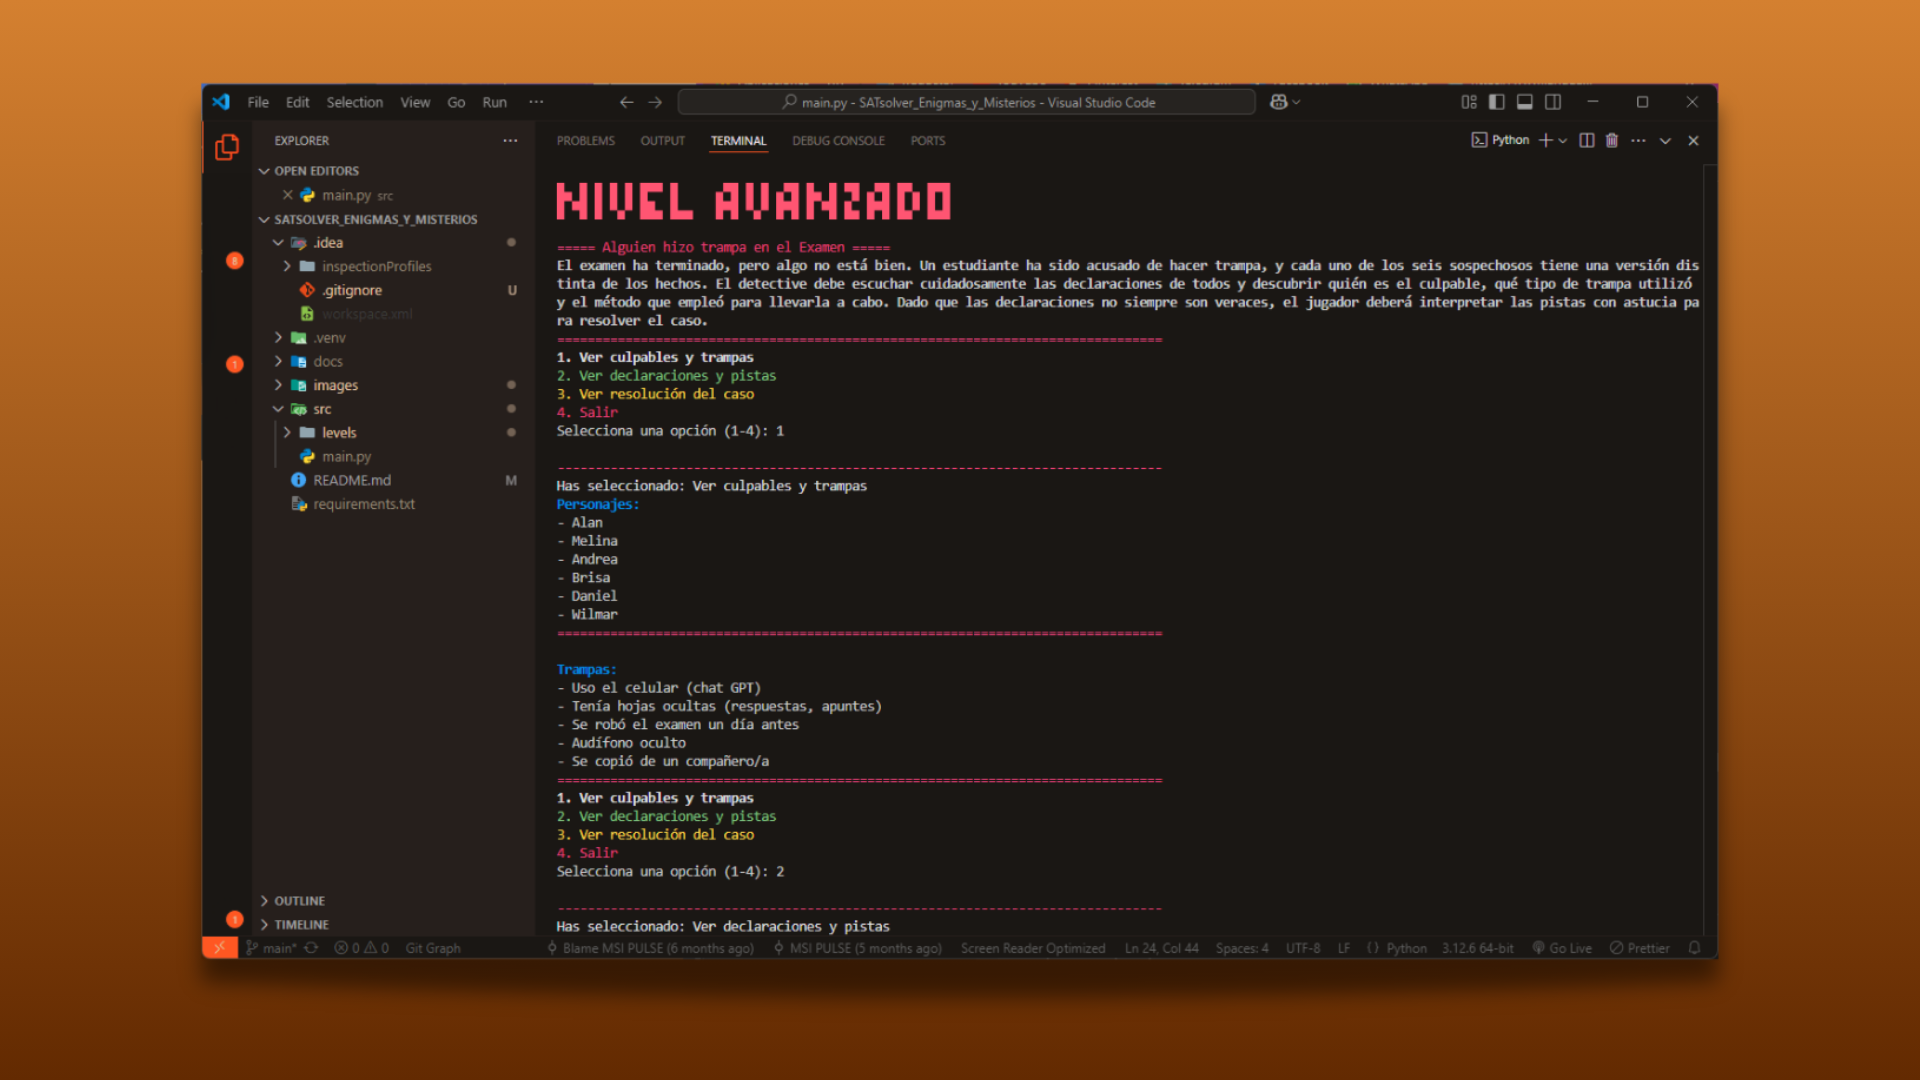 File Edit Selection View Go Run ···
main.py - SATsolver_Enigmas_y_Misterios - Visual Studio Code
EXPLORER
OPEN EDITORS
main.py src
SATSOLVER_ENIGMAS_Y_MISTERIOS
.idea
inspectionProfiles
.gitignore U
workspace.xml
.venv
docs
images
src
levels
main.py
README.md M
requirements.txt
OUTLINE
TIMELINE
8
1
1
PROBLEMS OUTPUT TERMINAL DEBUG CONSOLE PORTS
Python
NIVEL AVANZADO
===== Alguien hizo trampa en el Examen =====
El examen ha terminado, pero algo no está bien. Un estudiante ha sido acusado de hacer trampa, y cada uno de los seis sospechosos tiene una versión dis
tinta de los hechos. El detective debe escuchar cuidadosamente las declaraciones de todos y descubrir quién es el culpable, qué tipo de trampa utilizó
y el método que empleó para llevarla a cabo. Dado que las declaraciones no siempre son veraces, el jugador deberá interpretar las pistas con astucia pa
ra resolver el caso.
================================================================================
1. Ver culpables y trampas
2. Ver declaraciones y pistas
3. Ver resolución del caso
4. Salir
Selecciona una opción (1-4): 1
--------------------------------------------------------------------------------
Has seleccionado: Ver culpables y trampas
Personajes:
- Alan
- Melina
- Andrea
- Brisa
- Daniel
- Wilmar
================================================================================
Trampas:
- Uso el celular (chat GPT)
- Tenía hojas ocultas (respuestas, apuntes)
- Se robó el examen un día antes
- Audífono oculto
- Se copió de un compañero/a
================================================================================
1. Ver culpables y trampas
2. Ver declaraciones y pistas
3. Ver resolución del caso
4. Salir
Selecciona una opción (1-4): 2
--------------------------------------------------------------------------------
Has seleccionado: Ver declaraciones y pistas
main* 0 0 Git Graph Blame MSI PULSE (6 months ago) MSI PULSE (5 months ago) Screen Reader Optimized Ln 24, Col 44 Spaces: 4 UTF-8 LF {} Python 3.12.6 64-bit Go Live Prettier